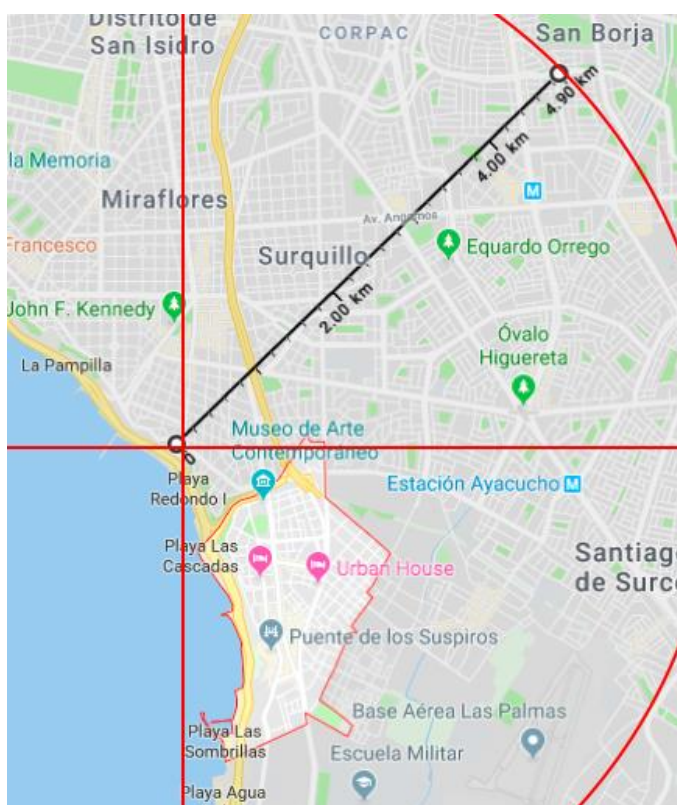 Distrito de
San Isidro
CORPAC
San Borja
4.90 km
4.00 km
la Memoria
Miraflores
M
Av. Angamos
Francesco
Surquillo
Equardo Orrego
2.00 km
John F. Kennedy
Óvalo
Higuereta
La Pampilla
0
Museo de Arte
Contemporáneo
Playa
Redondo I
Estación Ayacucho M
Playa Las
Cascadas
Urban House
Santiag
de Surc
Puente de los Suspiros
Base Aérea Las Palmas
Playa Las
Sombrillas
Escuela Militar
Playa Agua